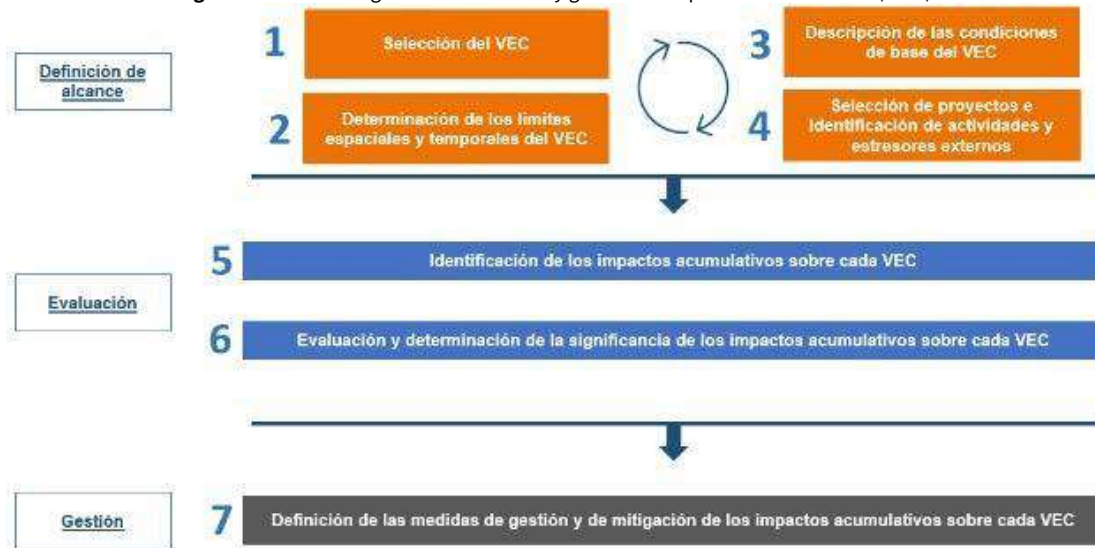 Definición de
alcance
1
Selección del VEC
2
Determinación de los límites
espaciales y temporales del VEC
3
Descripción de las condiciones
de base del VEC
4
Selección de proyectos e
identificación de actividades y
estresores externos
Evaluación
5
Identificación de los impactos acumulativos sobre cada VEC
6
Evaluación y determinación de la significancia de los impactos acumulativos sobre cada VEC
Gestión
7
Definición de las medidas de gestión y de mitigación de los impactos acumulativos sobre cada VEC